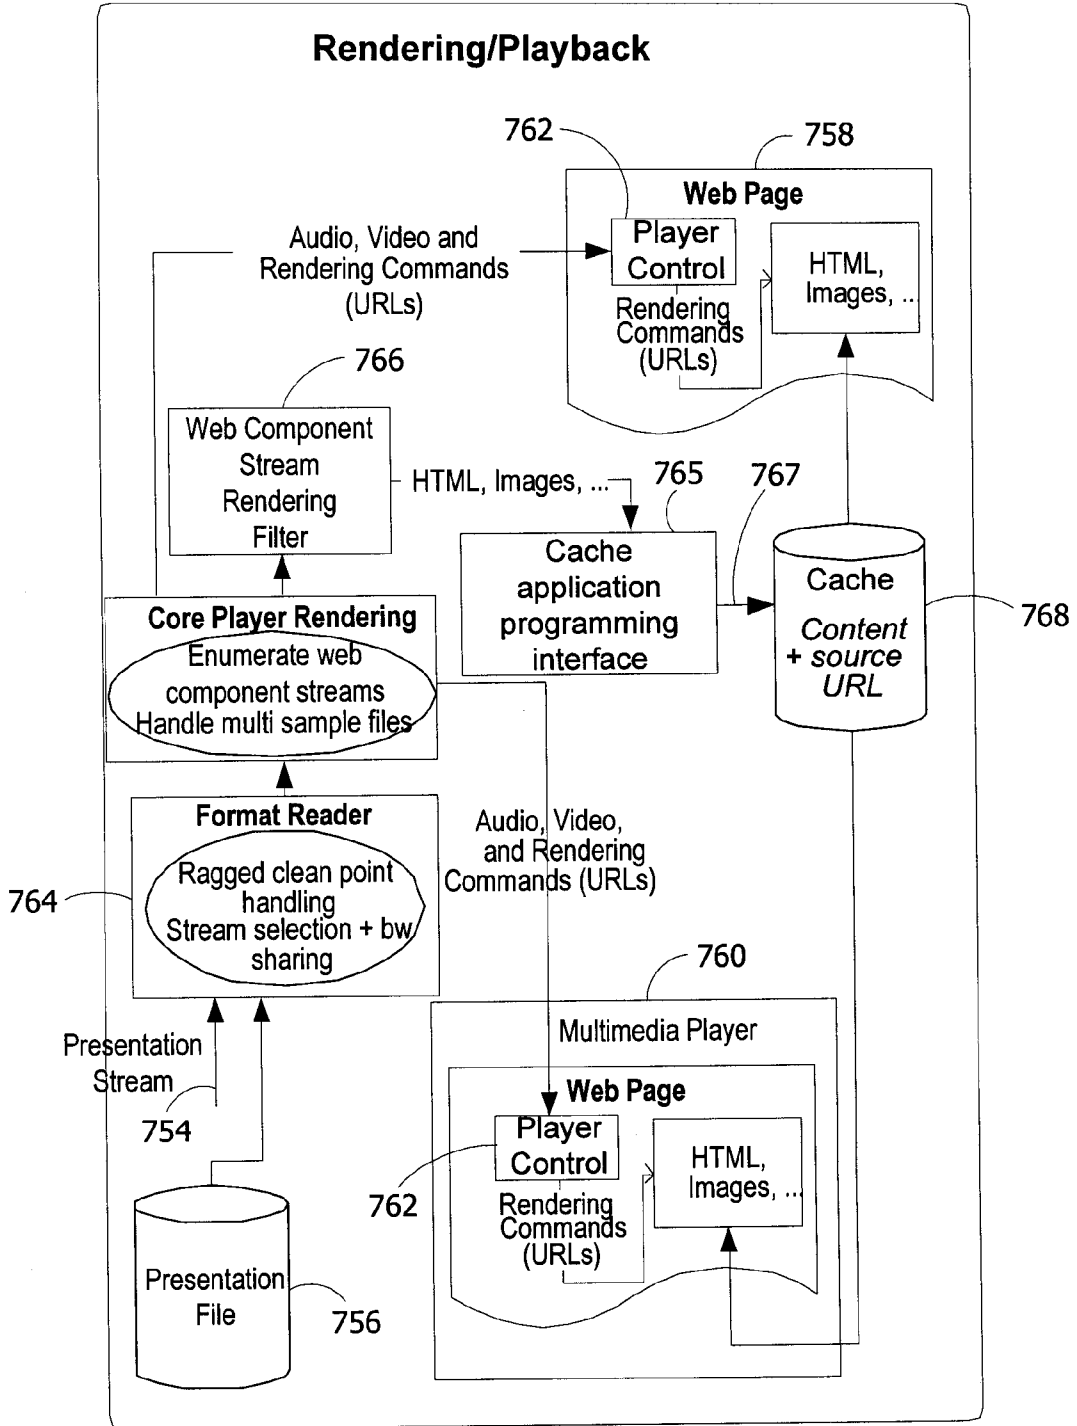 Rendering/Playback
762
758
Web Page
Player
Control
HTML,
Images, ...
Rendering
Commands
(URLs)
Audio, Video and
Rendering Commands
(URLs)
766
Web Component
Stream
Rendering
Filter
HTML, Images, ...
765
767
Cache
application
programming
interface
Cache
Content
+ source
URL
768
Core Player Rendering
Enumerate web
component streams
Handle multi sample files
Format Reader
Ragged clean point
handling
Stream selection + bw
sharing
764
Audio, Video,
and Rendering
Commands (URLs)
760
Multimedia Player
Web Page
Player
Control
762
HTML,
Images, ...
Rendering
Commands
(URLs)
Presentation
Stream
754
Presentation
File
756